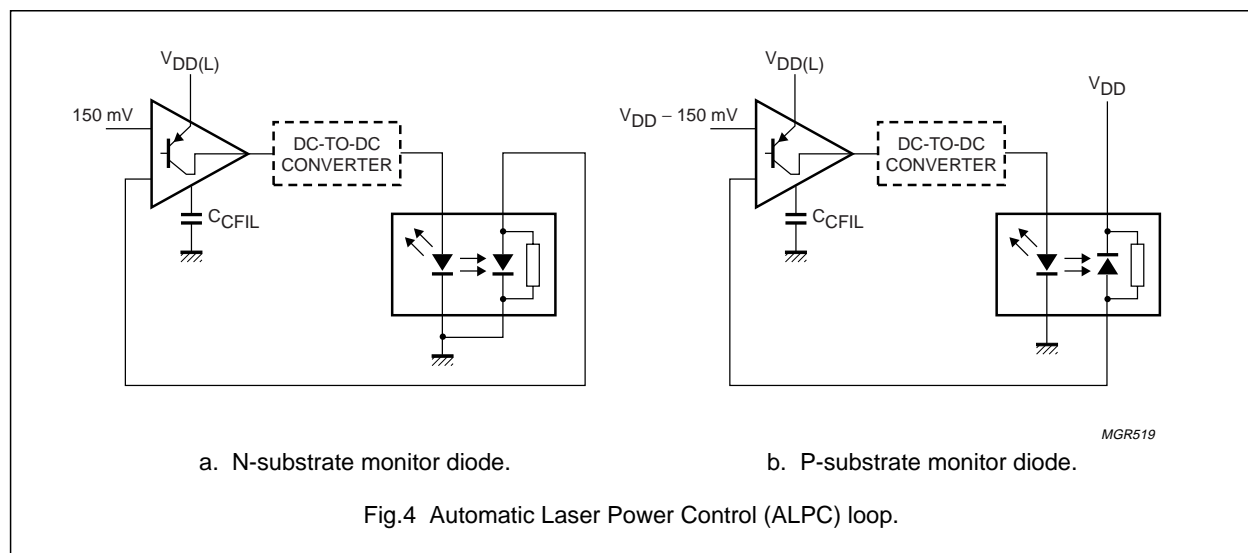 VDD(L)
150 mV
DC-TO-DC
CONVERTER
CCFIL
VDD(L)
VDD
VDD − 150 mV
DC-TO-DC
CONVERTER
CCFIL
MGR519
a. N-substrate monitor diode.
b. P-substrate monitor diode.
Fig.4 Automatic Laser Power Control (ALPC) loop.